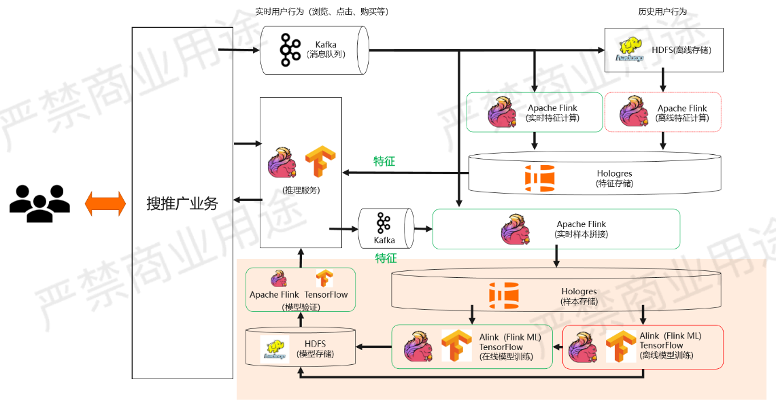 实时用户行为（浏览、点击、购买等）
历史用户行为
Kafka
(消息队列)
HDFS(离线存储)
Apache Flink
(实时特征计算)
Apache Flink
(离线特征计算)
特征
(推理服务)
Hologres
(特征存储)
搜推广业务
Kafka
Apache Flink
(实时样本拼接)
特征
Apache Flink TensorFlow
(模型验证)
Hologres
(样本存储)
HDFS
(模型存储)
Alink (Flink ML)
TensorFlow
(在线模型训练)
Alink (Flink ML)
TensorFlow
(离线模型训练)
严禁商业用途
严禁商业用途
严禁商业用途
严禁商业用途